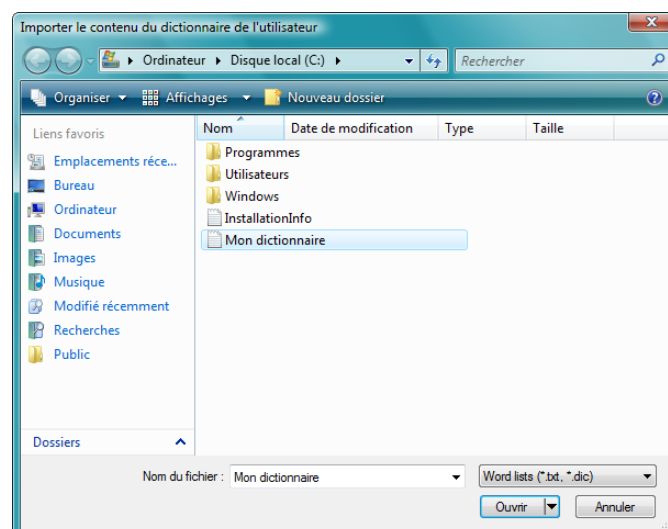 Importer le contenu du dictionnaire de l'utilisateur
Ordinateur Disque local (C:) Rechercher
Organiser Affichages Nouveau dossier
Liens favoris
Emplacements réce...
Bureau
Ordinateur
Documents
Images
Musique
Modifié récemment
Recherches
Public
Dossiers
Nom Date de modification Type Taille
Programmes
Utilisateurs
Windows
InstallationInfo
Mon dictionnaire
Nom du fichier : Mon dictionnaire Word lists (*.txt, *.dic)
Ouvrir Annuler